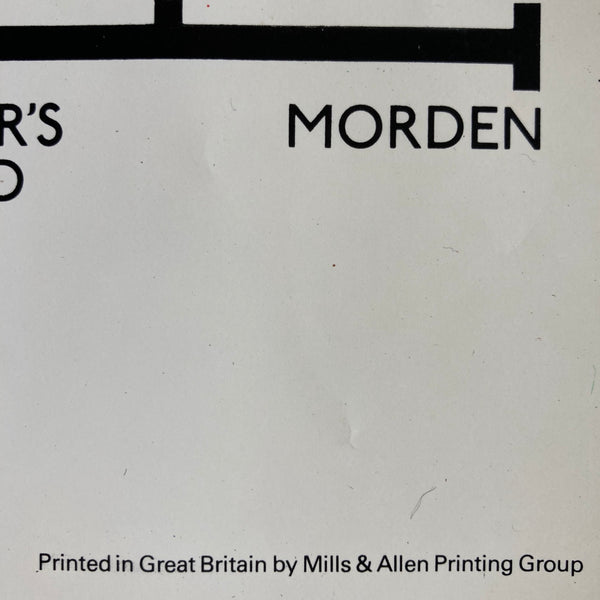 R'S MORDEN
D
Printed in Great Britain by Mills & Allen Printing Group